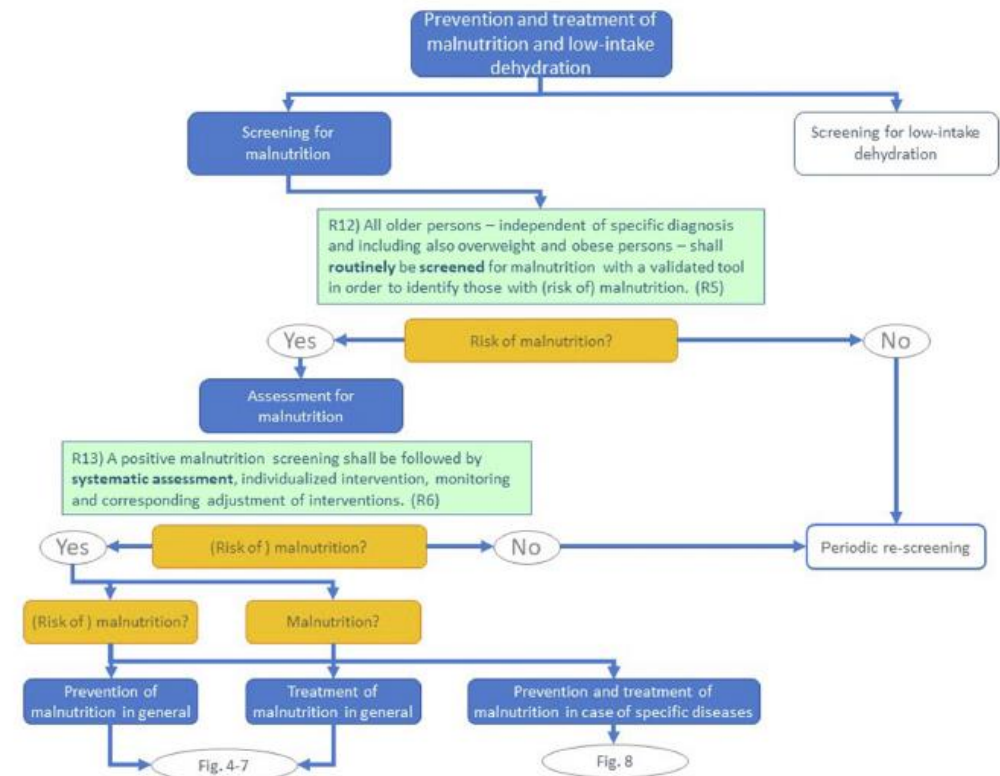 Prevention and treatment of
malnutrition and low-intake
dehydration
Screening for
malnutrition
Screening for low-intake
dehydration
R12) All older persons – independent of specific diagnosis
and including also overweight and obese persons – shall
routinely be screened for malnutrition with a validated tool
in order to identify those with (risk of) malnutrition. (R5)
Yes
Risk of malnutrition?
No
Assessment for
malnutrition
R13) A positive malnutrition screening shall be followed by
systematic assessment, individualized intervention, monitoring
and corresponding adjustment of interventions. (R6)
Yes
(Risk of ) malnutrition?
No
Periodic re-screening
(Risk of ) malnutrition?
Malnutrition?
Prevention of
malnutrition in general
Treatment of
malnutrition in general
Prevention and treatment of
malnutrition in case of specific diseases
Fig. 4-7
Fig. 8